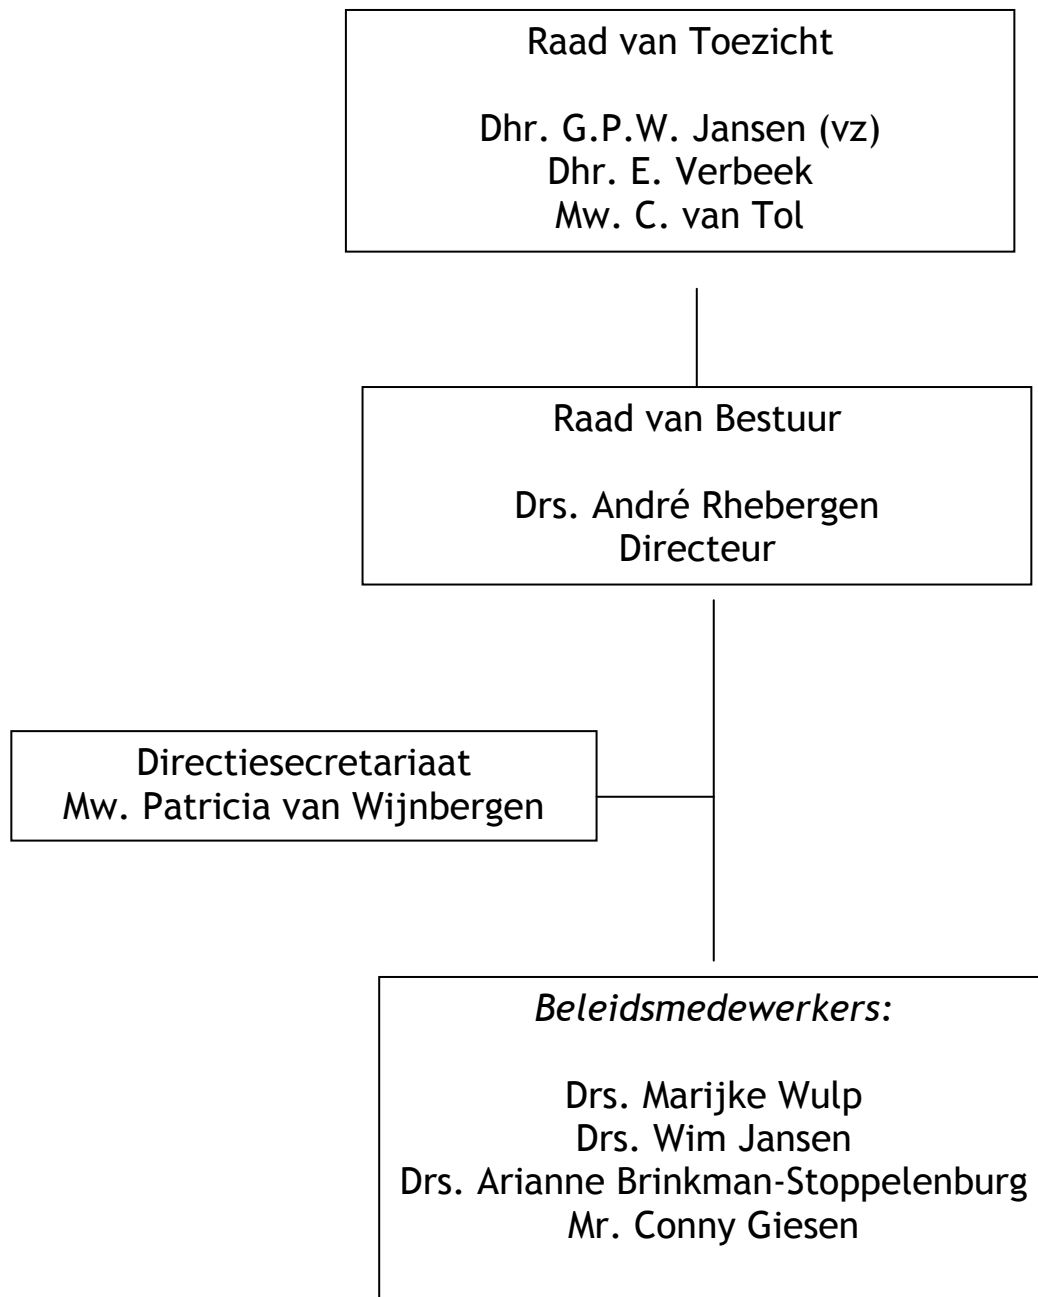 Raad van Toezicht
Dhr. G.P.W. Jansen (vz)
Dhr. E. Verbeek
Mw. C. van Tol
Raad van Bestuur
Drs. André Rhebergen
Directeur
Directiesecretariaat
Mw. Patricia van Wijnbergen
Beleidsmedewerkers:
Drs. Marijke Wulp
Drs. Wim Jansen
Drs. Arianne Brinkman-Stoppelenburg
Mr. Conny Giesen